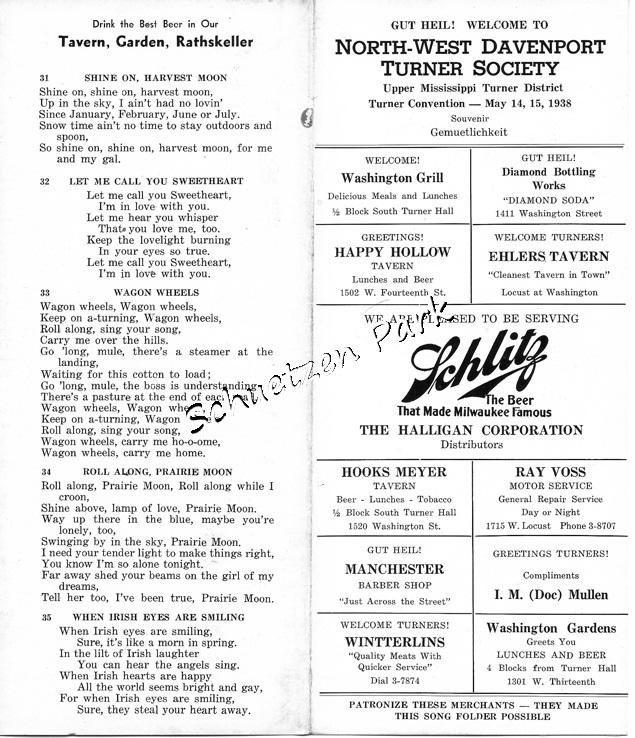 Drink the Best Beer in Our
Tavern, Garden, Rathskeller
31 SHINE ON, HARVEST MOON
Shine on, shine on, harvest moon,
Up in the sky, I ain't had no lovin'
Since January, February, June or July.
Snow time ain't no time to stay outdoors and
spoon,
So shine on, shine on, harvest moon, for me
and my gal.
32 LET ME CALL YOU SWEETHEART
Let me call you Sweetheart,
I'm in love with you.
Let me hear you whisper
That you love me, too.
Keep the lovelight burning
In your eyes so true.
Let me call you Sweetheart,
I'm in love with you.
33 WAGON WHEELS
Wagon wheels, Wagon wheels,
Keep on a-turning, Wagon wheels,
Roll along, sing your song,
Carry me over the hills.
Go 'long, mule, there's a steamer at the
landing,
Waiting for this cotton to load;
Go 'long, mule, the boss is understanding,
There's a pasture at the end of each
Wagon wheels, Wagon
Keep on a-turning, Wagon
Roll along, sing your song,
Wagon wheels, carry me ho-o-ome,
Wagon wheels, carry me home.
34 ROLL ALONG, PRAIRIE MOON
Roll along, Prairie Moon, Roll along while I
croon,
Shine above, lamp of love, Prairie Moon.
Way up there in the blue, maybe you're
lonely, too,
Swinging by in the sky, Prairie Moon.
I need your tender light to make things right,
You know I'm so alone tonight.
Far away shed your beams on the girl of my
dreams,
Tell her too, I've been true, Prairie Moon.
35 WHEN IRISH EYES ARE SMILING
When Irish eyes are smiling,
Sure, it's like a morn in spring.
In the lilt of Irish laughter
You can hear the angels sing.
When Irish hearts are happy
All the world seems bright and gay,
For when Irish eyes are smiling,
Sure, they steal your heart away.
GUT HEIL! WELCOME TO
NORTH-WEST DAVENPORT
TURNER SOCIETY
Upper Mississippi Turner District
Turner Convention — May 14, 15, 1938
Souvenir
Gemuetlichkeit
WELCOME!
Washington Grill
Delicious Meals and Lunches
½ Block South Turner Hall
GUT HEIL!
Diamond Bottling
Works
"DIAMOND SODA"
1411 Washington Street
GREETINGS!
HAPPY HOLLOW
TAVERN
Lunches and Beer
1502 W. Fourteenth St.
WELCOME TURNERS!
EHLERS TAVERN
"Cleanest Tavern in Town"
Locust at Washington
WE ARE PLEASED TO BE SERVING
Schlitz
The Beer
That Made Milwaukee Famous
THE HALLIGAN CORPORATION
Distributors
HOOKS MEYER
TAVERN
Beer - Lunches - Tobacco
½ Block South Turner Hall
1520 Washington St.
RAY VOSS
MOTOR SERVICE
General Repair Service
Day or Night
1715 W. Locust Phone 3-8707
GUT HEIL!
MANCHESTER
BARBER SHOP
"Just Across the Street"
GREETINGS TURNERS!
Compliments
I. M. (Doc) Mullen
WELCOME TURNERS!
WINTTERLINS
"Quality Meats With
Quicker Service"
Dial 3-7874
Washington Gardens
Greets You
LUNCHES AND BEER
4 Blocks from Turner Hall
1301 W. Thirteenth
PATRONIZE THESE MERCHANTS — THEY MADE
THIS SONG FOLDER POSSIBLE
Schuetzen Park